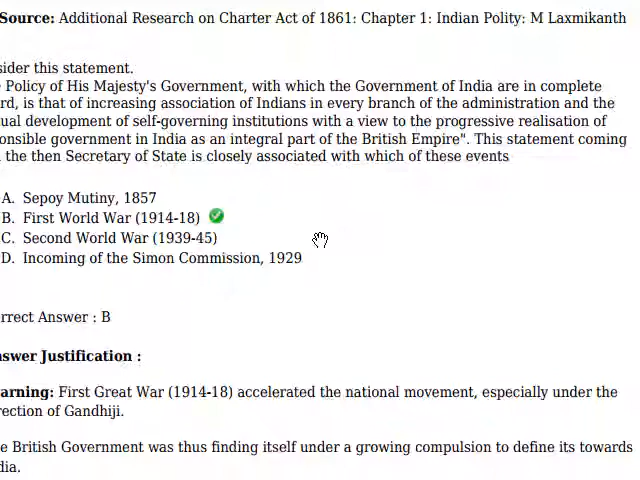 Source: Additional Research on Charter Act of 1861: Chapter 1: Indian Polity: M Laxmikanth
sider this statement.
Policy of His Majesty's Government, with which the Government of India are in complete
rd, is that of increasing association of Indians in every branch of the administration and the
ual development of self-governing institutions with a view to the progressive realisation of
onsible government in India as an integral part of the British Empire". This statement coming
the then Secretary of State is closely associated with which of these events
A. Sepoy Mutiny, 1857
B. First World War (1914-18)
C. Second World War (1939-45)
D. Incoming of the Simon Commission, 1929
rrect Answer : B
nswer Justification :
arning: First Great War (1914-18) accelerated the national movement, especially under the
rection of Gandhiji.
e British Government was thus finding itself under a growing compulsion to define its towards
dia.